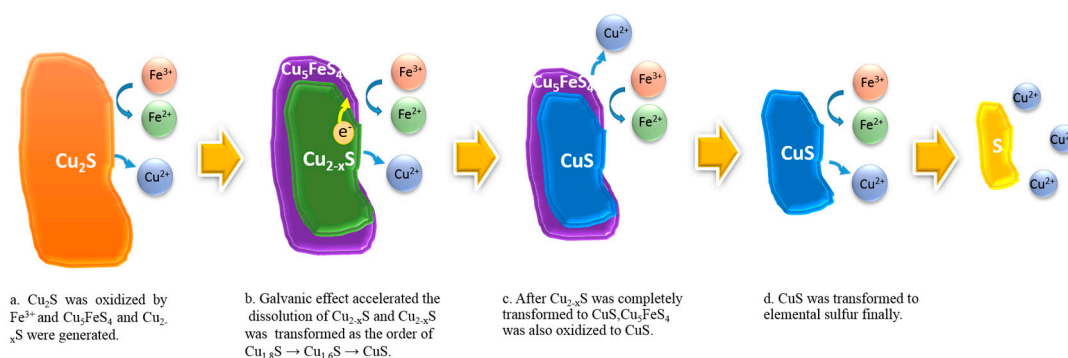 Cu2S
Fe3+
Fe2+
Cu2+
Cu5FeS4
e-
Cu2-xS
Fe3+
Fe2+
Cu2+
Cu2+
Cu5FeS4
CuS
Fe3+
Fe2+
CuS
Fe3+
Fe2+
Cu2+
S
Cu2+
Cu2+
Cu2+
a. Cu2S was oxidized by
Fe3+ and Cu5FeS4 and Cu2-
xS were generated.
b. Galvanic effect accelerated the
dissolution of Cu2-xS and Cu2-xS
was transformed as the order of
Cu1.8S → Cu1.6S → CuS.
c. After Cu2-xS was completely
transformed to CuS,Cu5FeS4
was also oxidized to CuS.
d. CuS was transformed to
elemental sulfur finally.